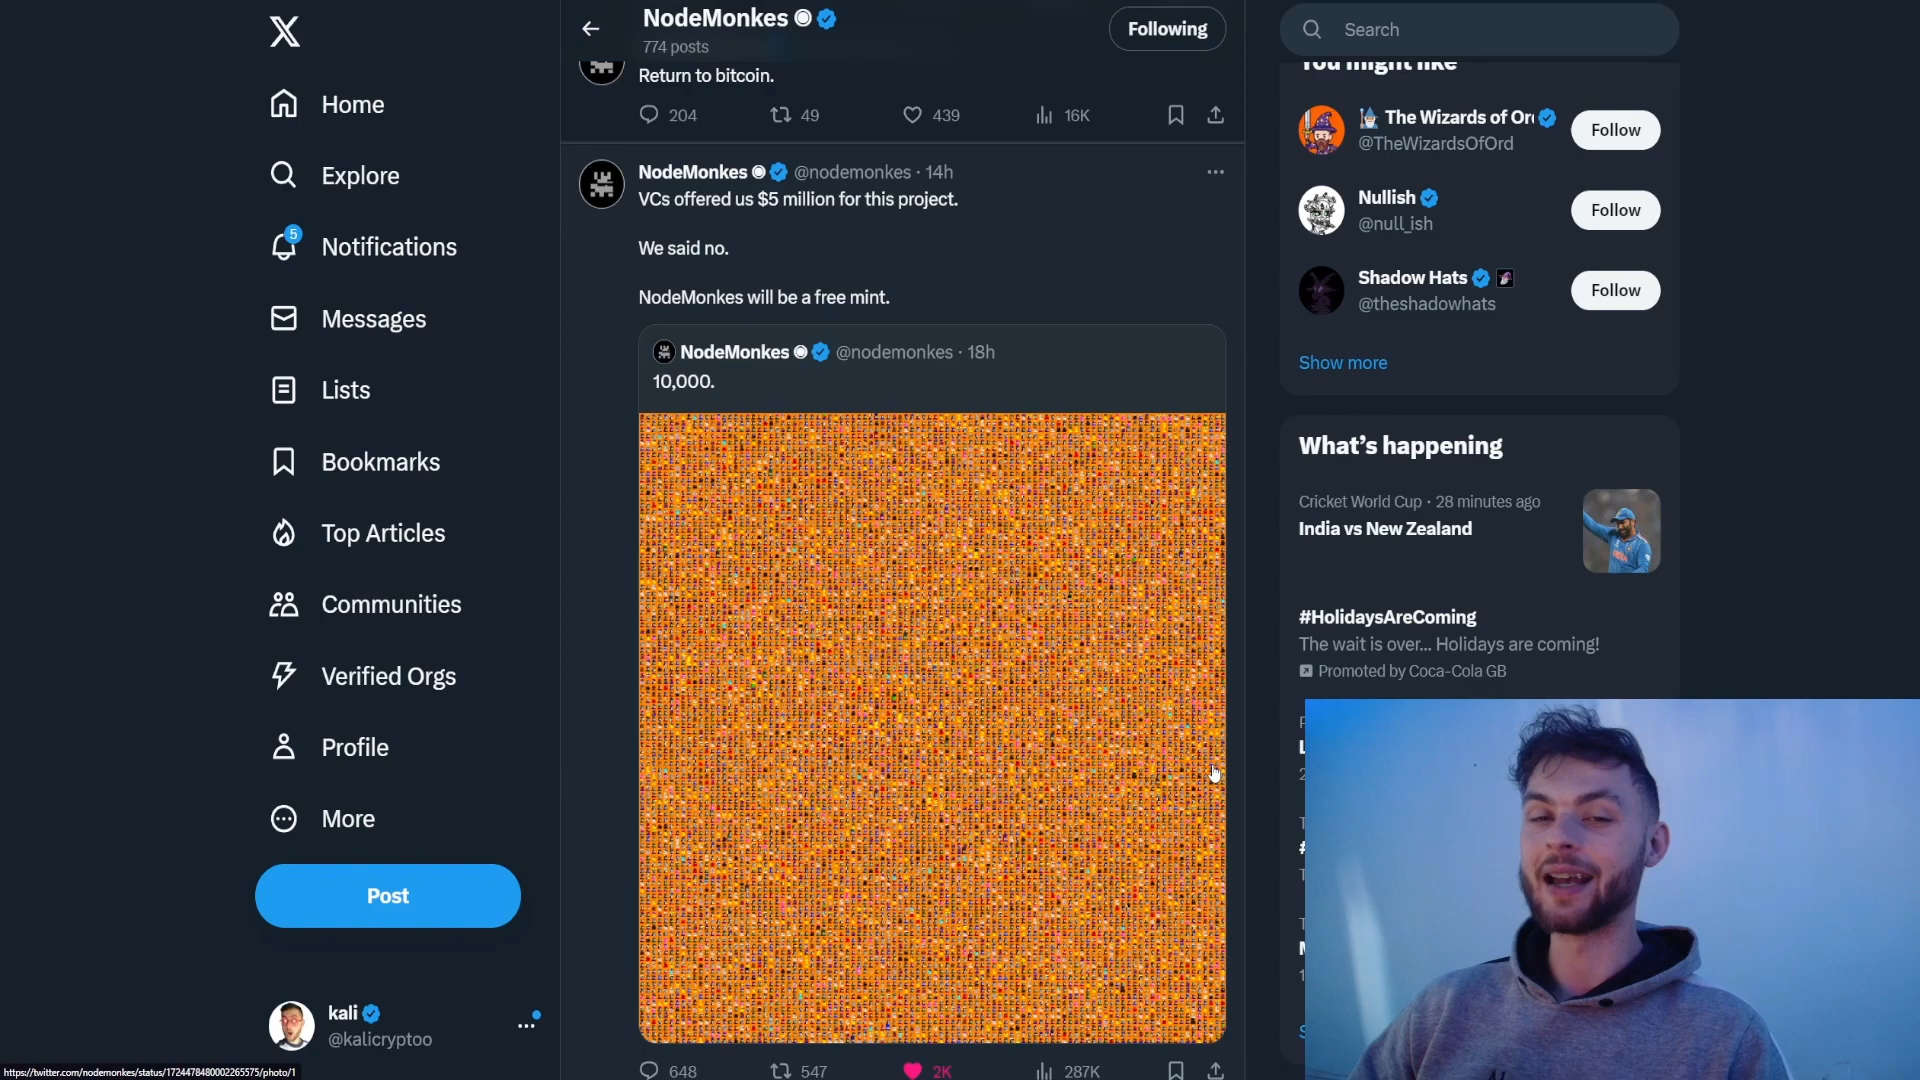 NodeMonkes
774 posts
Following
Return to bitcoin.
204
49
439
16K
NodeMonkes @nodemonkes · 14h
VCs offered us $5 million for this project.
We said no.
NodeMonkes will be a free mint.
NodeMonkes @nodemonkes · 18h
10,000.
648
547
2K
287K
Home
Explore
5
Notifications
Messages
Lists
Bookmarks
Top Articles
Communities
Verified Orgs
Profile
More
Post
kali
@kalicryptoo
https://twitter.com/nodemonkes/status/1724478480002265575/photo/1
Search
You might like
The Wizards of Or
@TheWizardsOfOrd
Follow
Nullish
@null_ish
Follow
Shadow Hats
@theshadowhats
Follow
Show more
What's happening
Cricket World Cup · 28 minutes ago
India vs New Zealand
#HolidaysAreComing
The wait is over... Holidays are coming!
Promoted by Coca-Cola GB